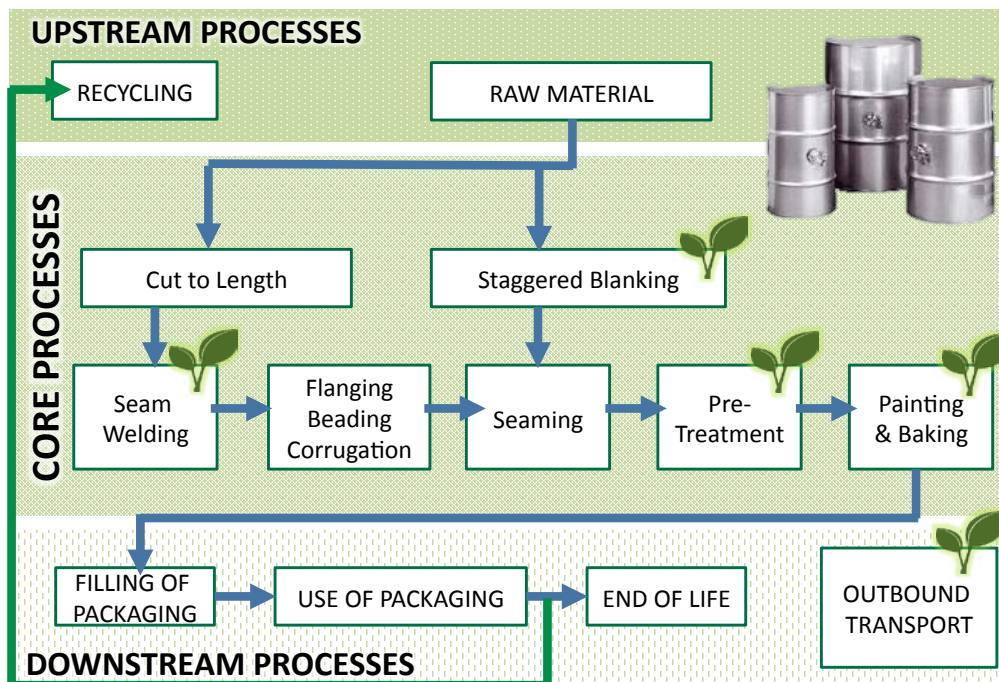 UPSTREAM PROCESSES
RECYCLING
RAW MATERIAL
CORE PROCESSES
Cut to Length
Staggered Blanking
Seam
Welding
Flanging
Beading
Corrugation
Seaming
Pre-
Treatment
Painting
& Baking
FILLING OF
PACKAGING
USE OF PACKAGING
END OF LIFE
OUTBOUND
TRANSPORT
DOWNSTREAM PROCESSES